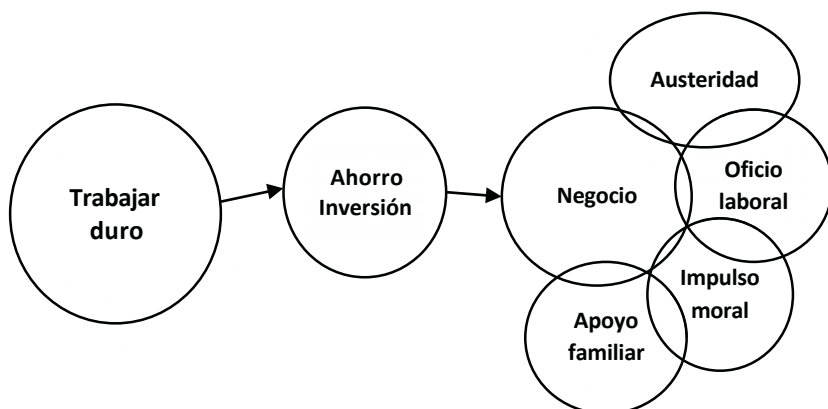 Trabajar
duro
Ahorro
Inversión
Negocio
Austeridad
Oficio
laboral
Impulso
moral
Apoyo
familiar